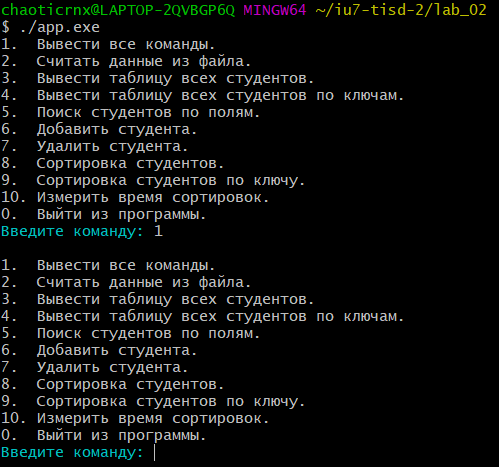 chaoticrnx@LAPTOP-2QVBGP6Q MINGW64 ~/iu7-tisd-2/lab_02
$ ./app.exe
1.  Вывести все команды.
2.  Считать данные из файла.
3.  Вывести таблицу всех студентов.
4.  Вывести таблицу всех студентов по ключам.
5.  Поиск студентов по полям.
6.  Добавить студента.
7.  Удалить студента.
8.  Сортировка студентов.
9.  Сортировка студентов по ключу.
10. Измерить время сортировок.
0.  Выйти из программы.
Введите команду: 1

1.  Вывести все команды.
2.  Считать данные из файла.
3.  Вывести таблицу всех студентов.
4.  Вывести таблицу всех студентов по ключам.
5.  Поиск студентов по полям.
6.  Добавить студента.
7.  Удалить студента.
8.  Сортировка студентов.
9.  Сортировка студентов по ключу.
10. Измерить время сортировок.
0.  Выйти из программы.
Введите команду: